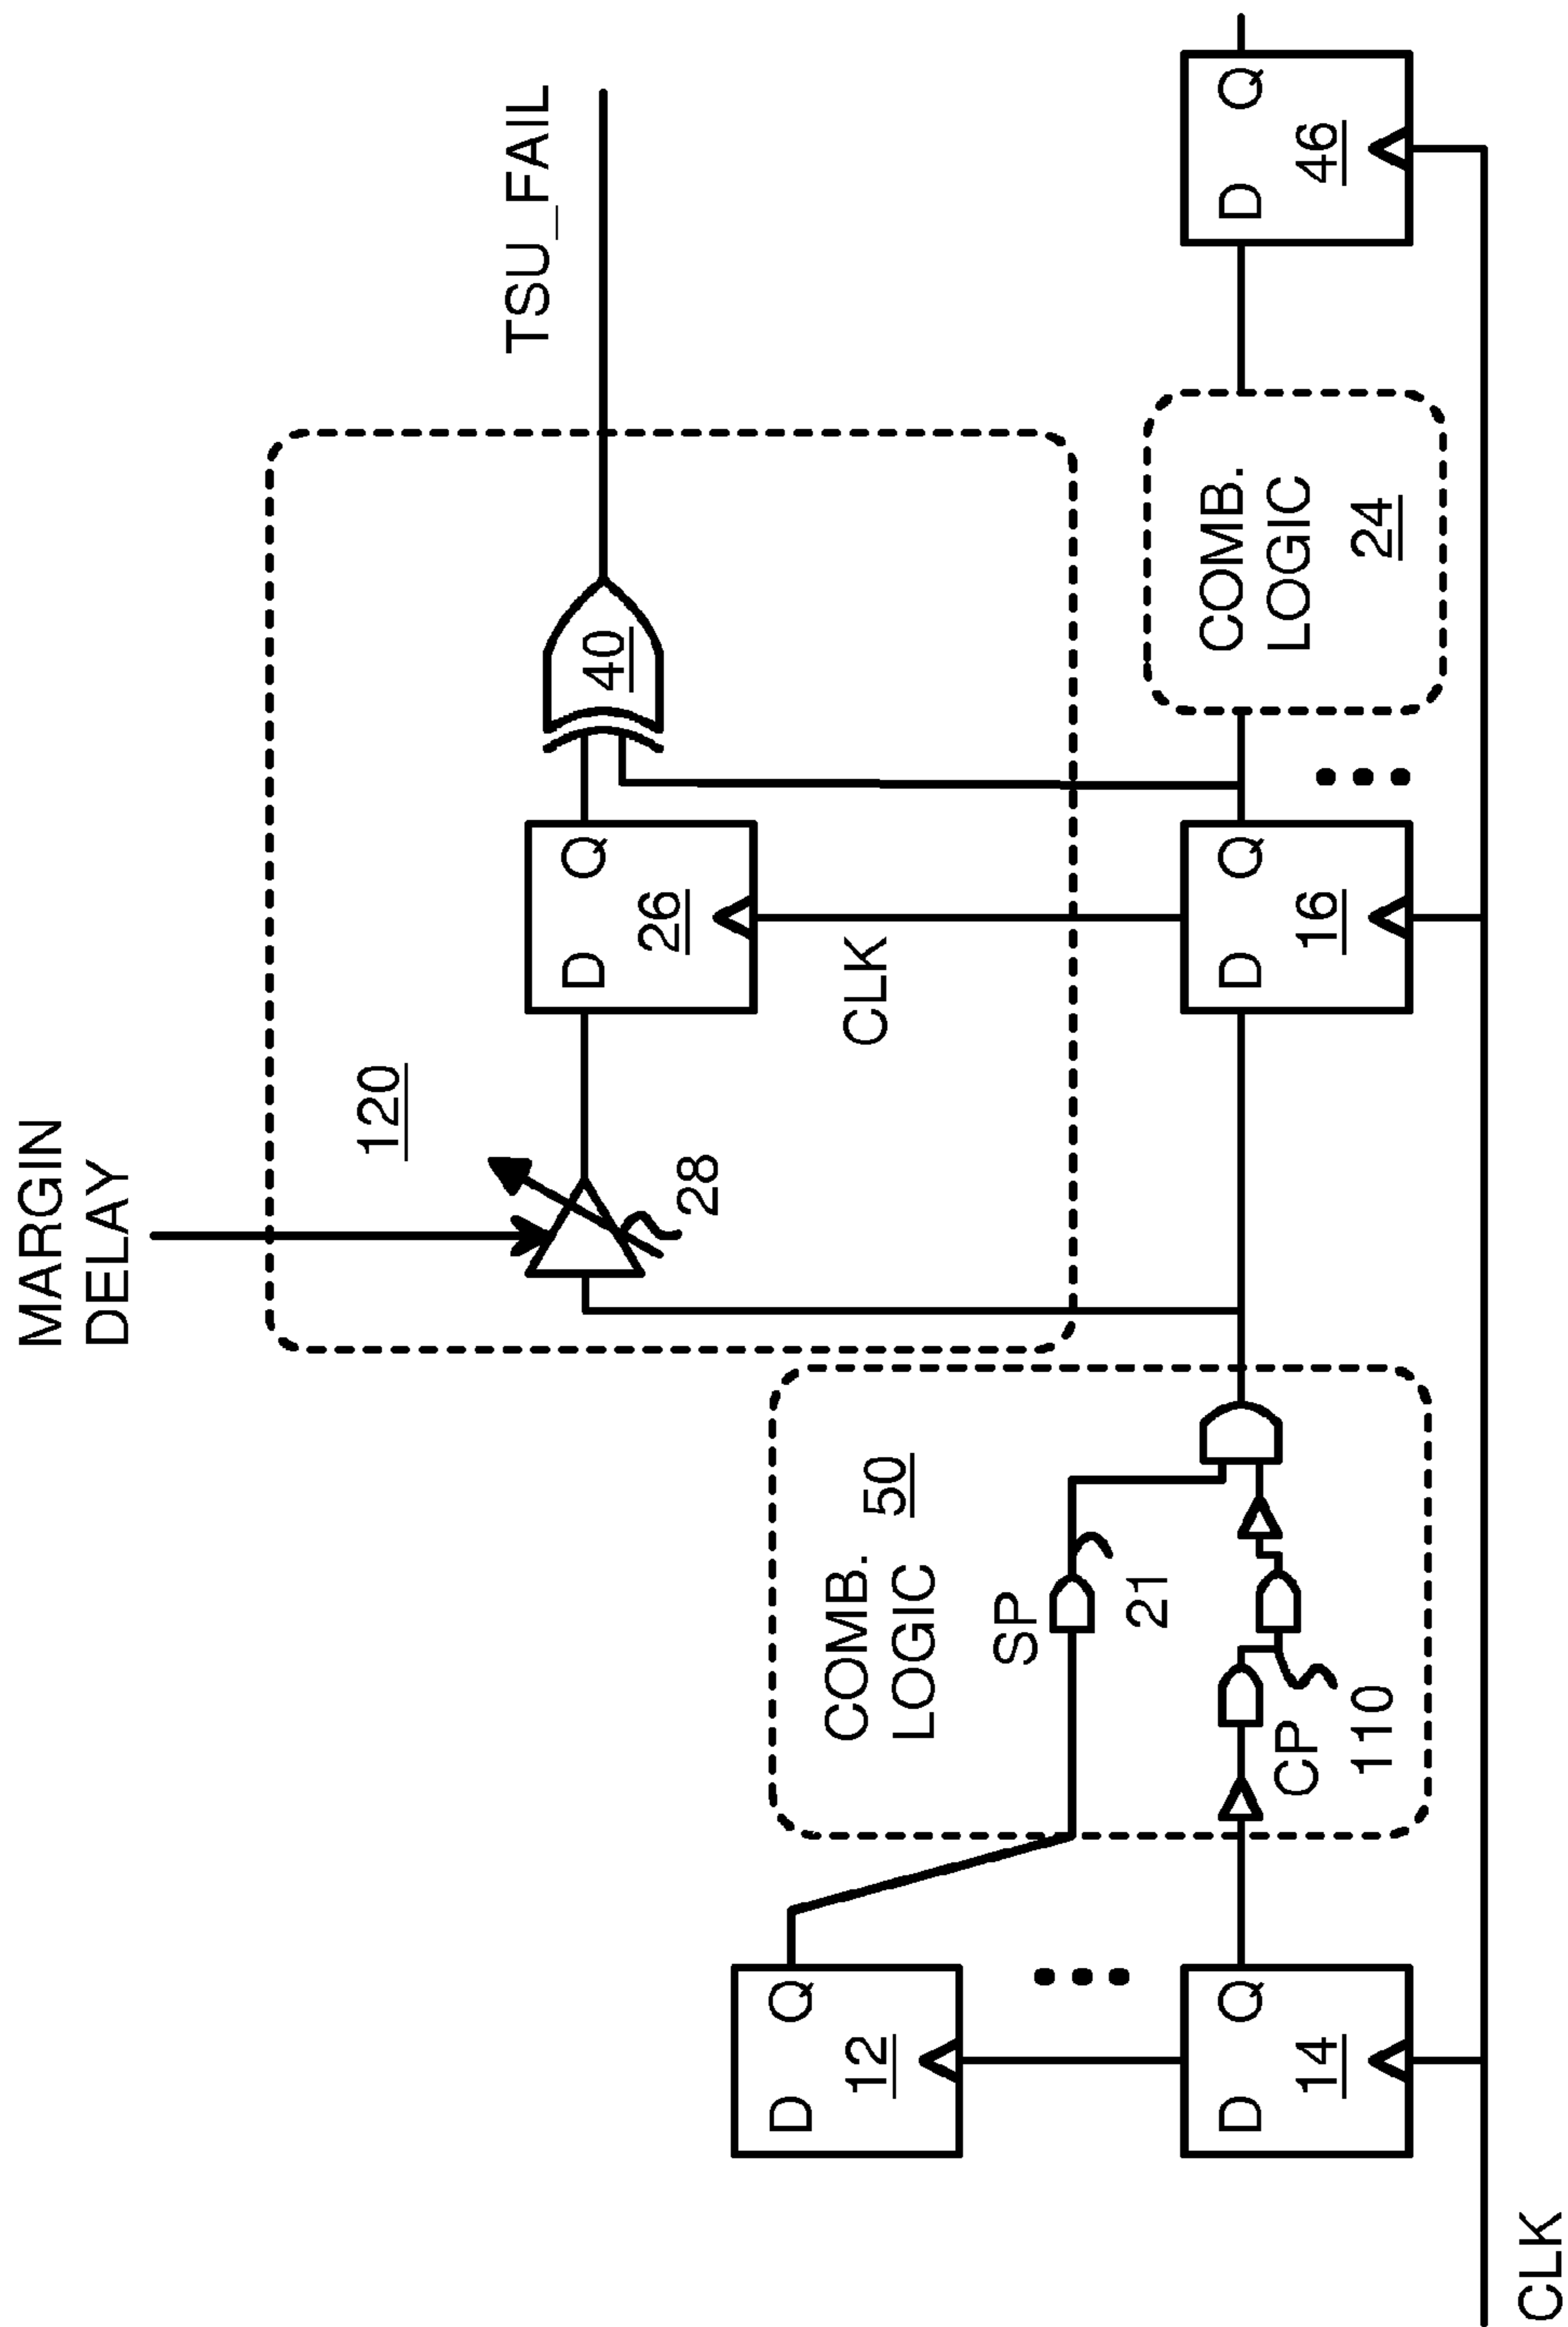 MARGIN
DELAY
120
28
D
Q
26
CLK
40
TSU_FAIL
D
Q
12
D
Q
14
COMB.
LOGIC 50
SP
21
CP
110
D
Q
16
COMB.
LOGIC
24
D
Q
46
CLK